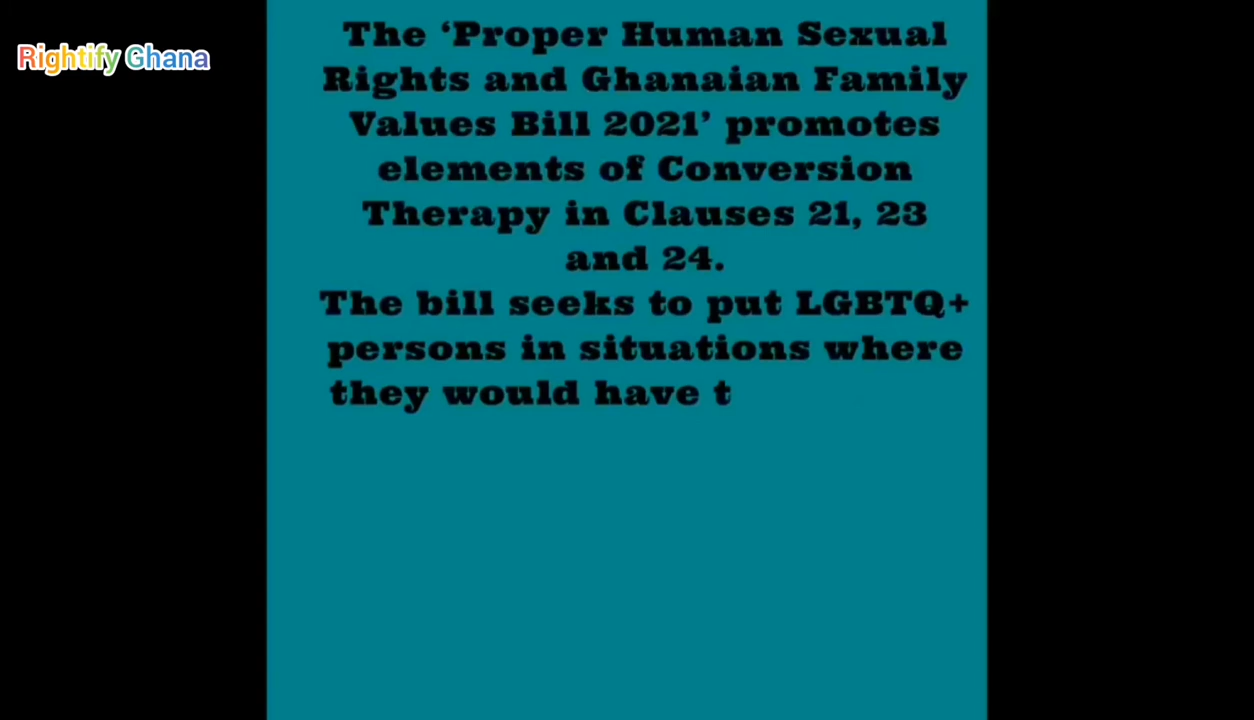 Rightify Ghana
The ‘Proper Human Sexual
Rights and Ghanaian Family
Values Bill 2021’ promotes
elements of Conversion
Therapy in Clauses 21, 23
and 24.
The bill seeks to put LGBTQ+
persons in situations where
they would have t